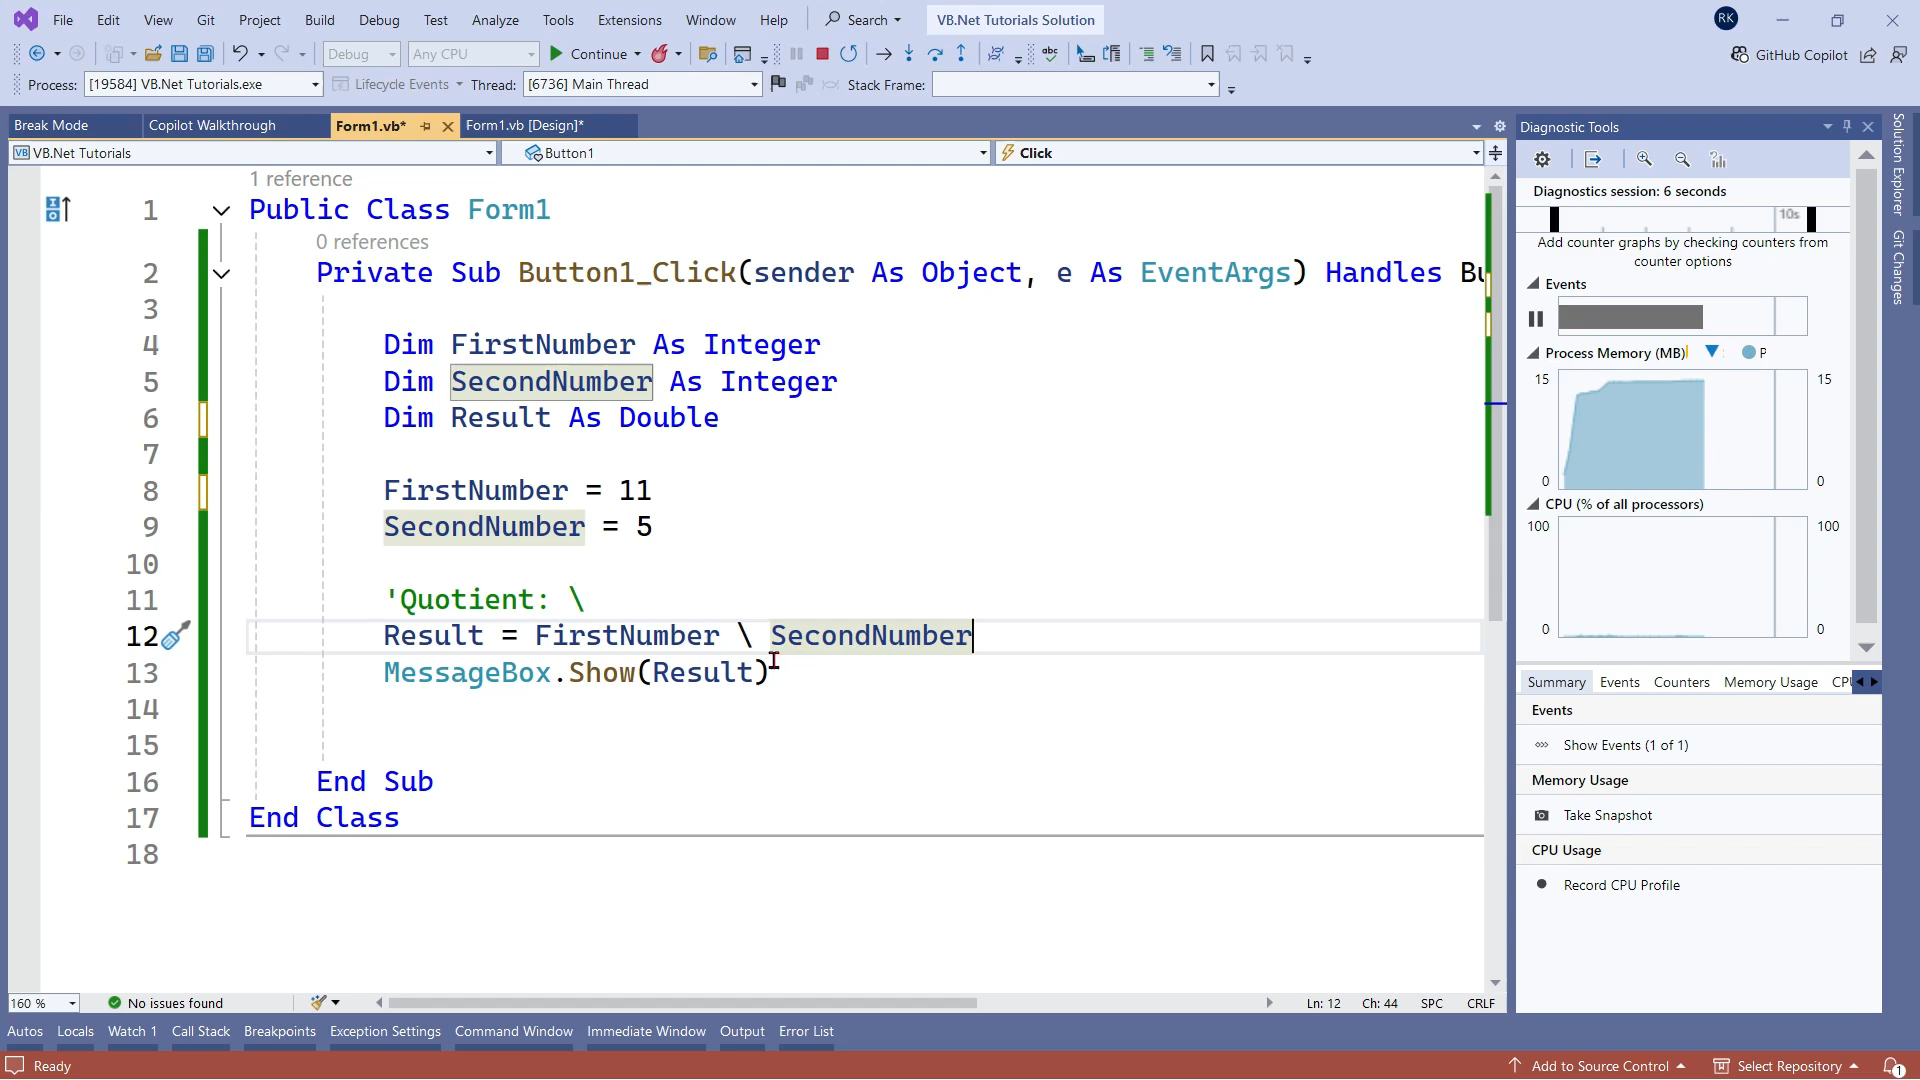 File Edit View Git Project Build Debug Test Analyze Tools Extensions Window Help Search VB.Net Tutorials Solution RK
Debug Any CPU Continue GitHub Copilot
Process: [19584] VB.Net Tutorials.exe Lifecycle Events Thread: [6736] Main Thread Stack Frame:
Break Mode Copilot Walkthrough Form1.vb* Form1.vb [Design]*
VB.Net Tutorials Button1 Click
1 reference
1 Public Class Form1
0 references
2 Private Sub Button1_Click(sender As Object, e As EventArgs) Handles Bu
3
4 Dim FirstNumber As Integer
5 Dim SecondNumber As Integer
6 Dim Result As Double
7
8 FirstNumber = 11
9 SecondNumber = 5
10
11 'Quotient: \
12 Result = FirstNumber \ SecondNumber
13 MessageBox.Show(Result)
14
15
16 End Sub
17 End Class
18
160 % No issues found Ln: 12 Ch: 44 SPC CRLF
Diagnostic Tools
Diagnostics session: 6 seconds
10s
Add counter graphs by checking counters from
counter options
Events
Process Memory (MB) P
15 15
0 0
CPU (% of all processors)
100 100
0 0
Summary Events Counters Memory Usage CPU
Events
Show Events (1 of 1)
Memory Usage
Take Snapshot
CPU Usage
Record CPU Profile
Solution Explorer
Git Changes
Autos Locals Watch 1 Call Stack Breakpoints Exception Settings Command Window Immediate Window Output Error List
Ready Add to Source Control Select Repository 1